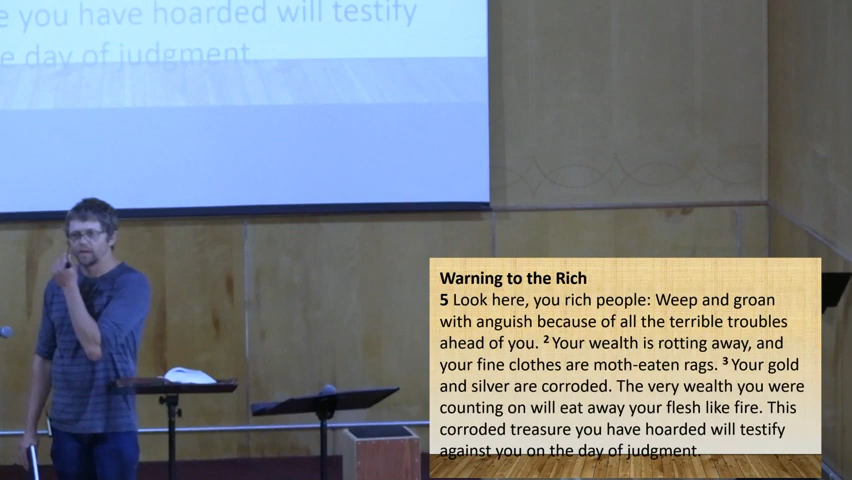 e you have hoarded will testify
e day of judgment.
Warning to the Rich
5 Look here, you rich people: Weep and groan
with anguish because of all the terrible troubles
ahead of you. 2 Your wealth is rotting away, and
your fine clothes are moth-eaten rags. 3 Your gold
and silver are corroded. The very wealth you were
counting on will eat away your flesh like fire. This
corroded treasure you have hoarded will testify
against you on the day of judgment.